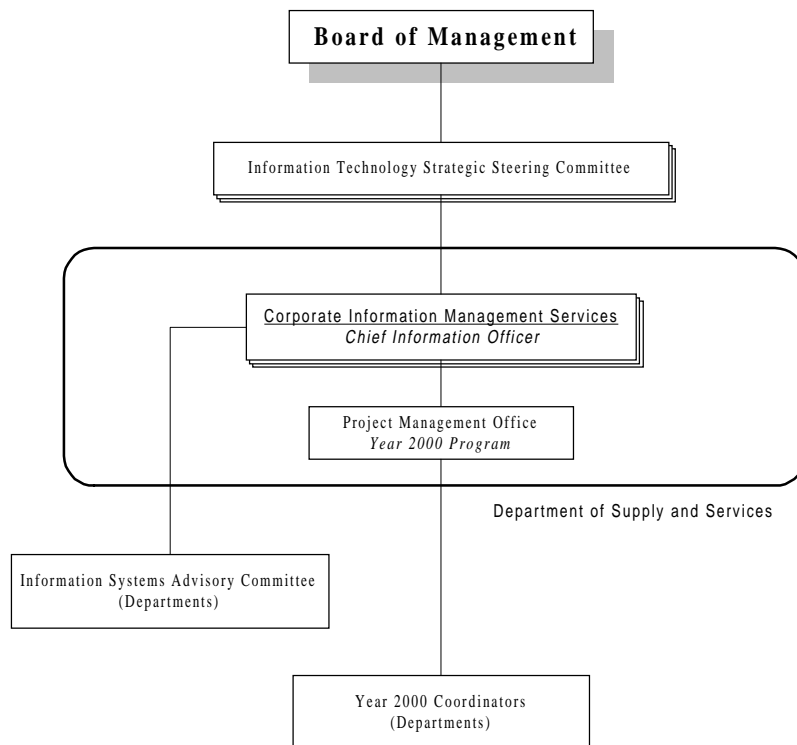 Board of Management
Information Technology Strategic Steering Committee
Corporate Information Management Services
Chief Information Officer
Project Management Office
Year 2000 Program
Department of Supply and Services
Information Systems Advisory Committee
(Departments)
Year 2000 Coordinators
(Departments)